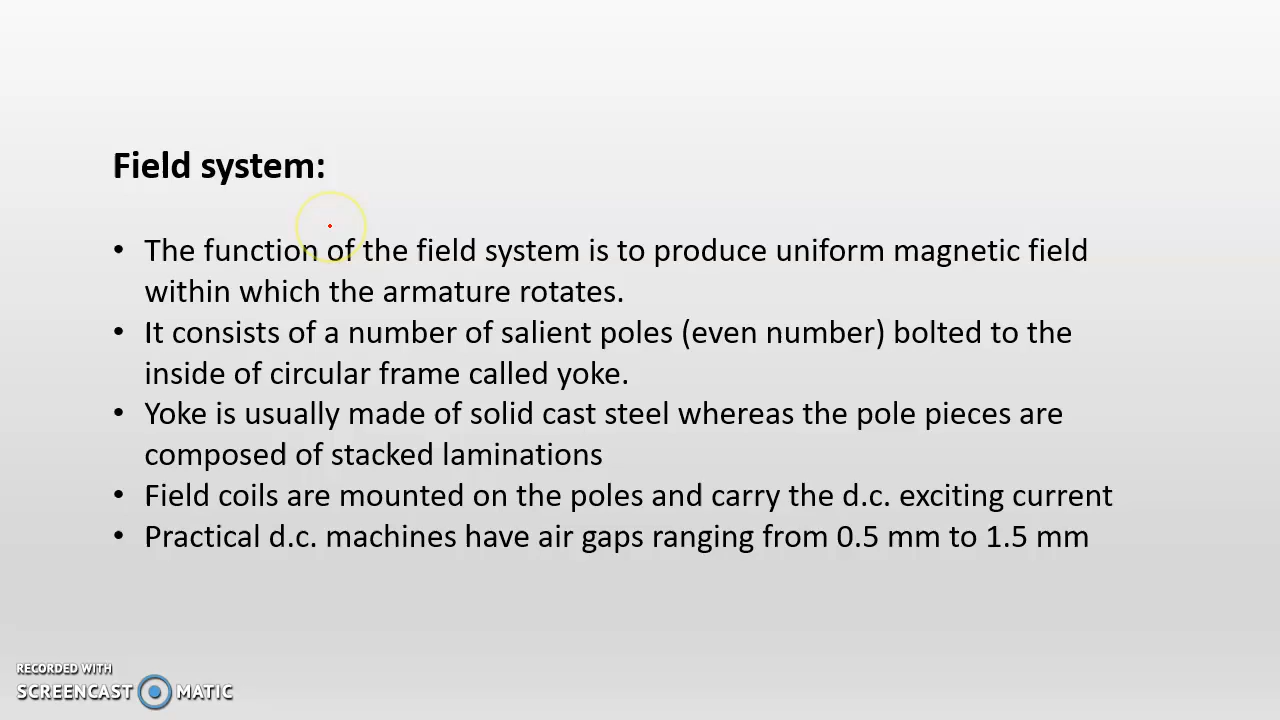 Field system:
• The function of the field system is to produce uniform magnetic field
within which the armature rotates.
• It consists of a number of salient poles (even number) bolted to the
inside of circular frame called yoke.
• Yoke is usually made of solid cast steel whereas the pole pieces are
composed of stacked laminations
• Field coils are mounted on the poles and carry the d.c. exciting current
• Practical d.c. machines have air gaps ranging from 0.5 mm to 1.5 mm
RECORDED WITH
SCREENCAST MATIC